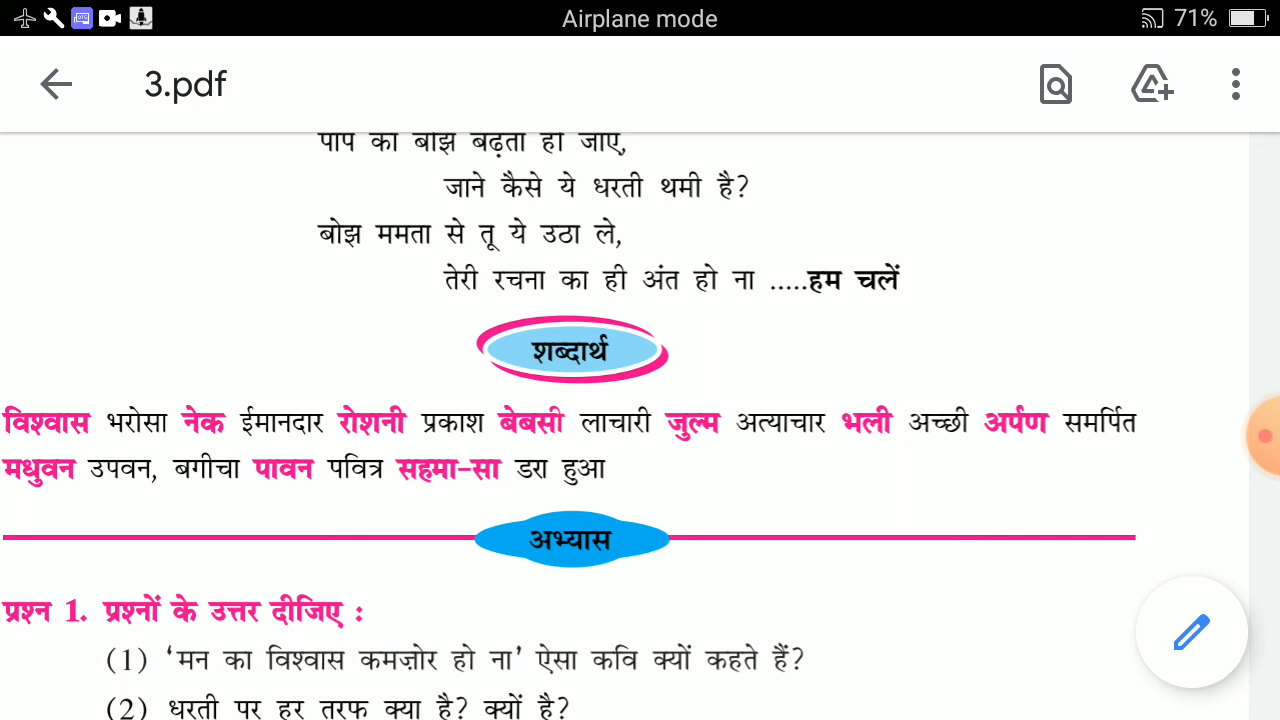 Airplane mode
71%
3.pdf
पाप का बोझ बढ़ता ही जाए,
जाने कैसे ये धरती थमी है?
बोझ ममता से तू ये उठा ले,
तेरी रचना का ही अंत हो ना .....हम चलें
शब्दार्थ
विश्वास भरोसा नेक ईमानदार रोशनी प्रकाश बेबसी लाचारी जुल्म अत्याचार भली अच्छी अर्पण समर्पित
मधुवन उपवन, बगीचा पावन पवित्र सहमा-सा डरा हुआ
अभ्यास
प्रश्न 1. प्रश्नों के उत्तर दीजिए :
(1) ‘मन का विश्वास कमज़ोर हो ना’ ऐसा कवि क्यों कहते हैं?
(2) धरती पर हर तरफ क्या है? क्यों है?